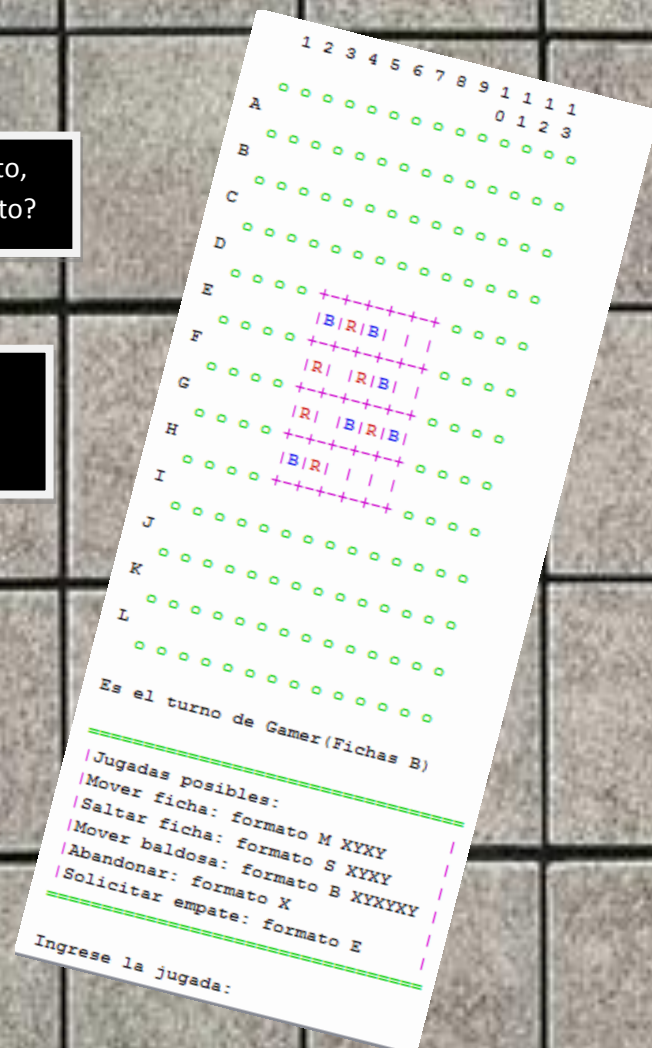 to,
to?
1 2 3 4 5 6 7 8 9 1 1 1 1
0 1 2 3
o o o o o o o o o o o o o o
A
o o o o o o o o o o o o o o
B
o o o o o o o o o o o o o o
C
o o o o o o o o o o o o o o
D
o o o o +-+-+-+-+-+ o o o o
E |B|R|B| | |
o o o o +-+-+-+-+-+ o o o o
F |R| |R|B| |
o o o o +-+-+-+-+-+ o o o o
G |R| |B|R|B|
o o o o +-+-+-+-+-+ o o o o
H |B|R| | | |
o o o o +-+-+-+-+-+ o o o o
I
o o o o o o o o o o o o o o
J
o o o o o o o o o o o o o o
K
o o o o o o o o o o o o o o
L
o o o o o o o o o o o o o o
Es el turno de Gamer(Fichas B)
|Jugadas posibles: |
|Mover ficha: formato M XYXY |
|Saltar ficha: formato S XYXY |
|Mover baldosa: formato B XYXYXY |
|Abandonar: formato X |
|Solicitar empate: formato E |
Ingrese la jugada: